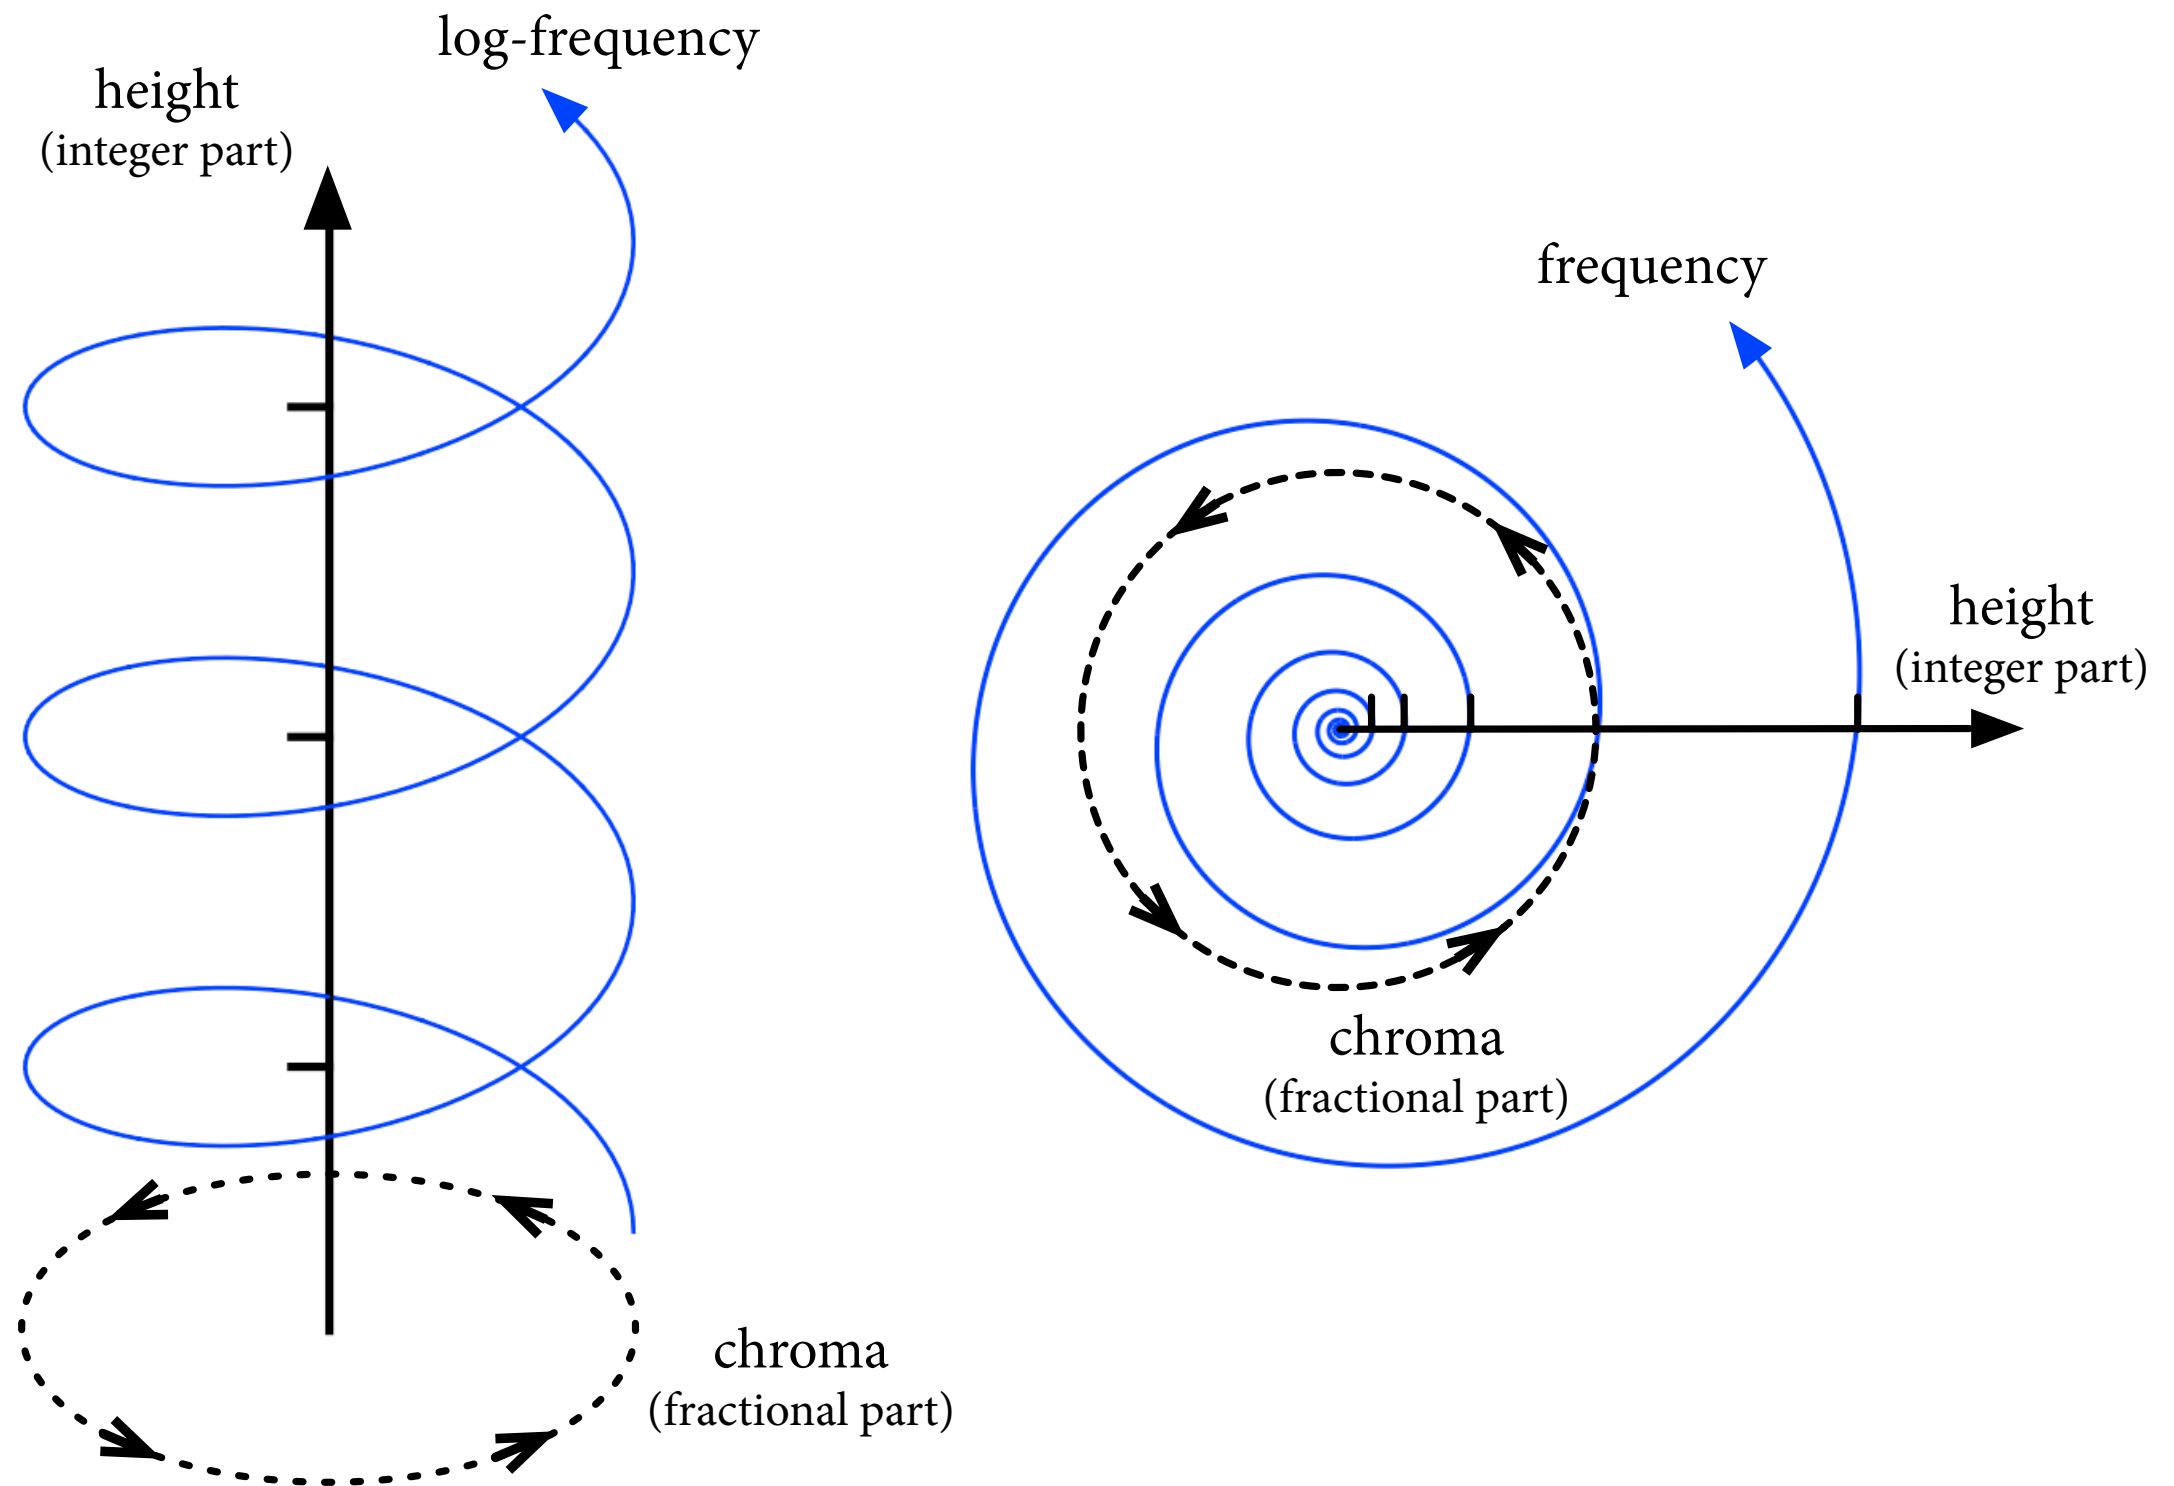 log-frequency
height
(integer part)
chroma
(fractional part)
frequency
height
(integer part)
chroma
(fractional part)